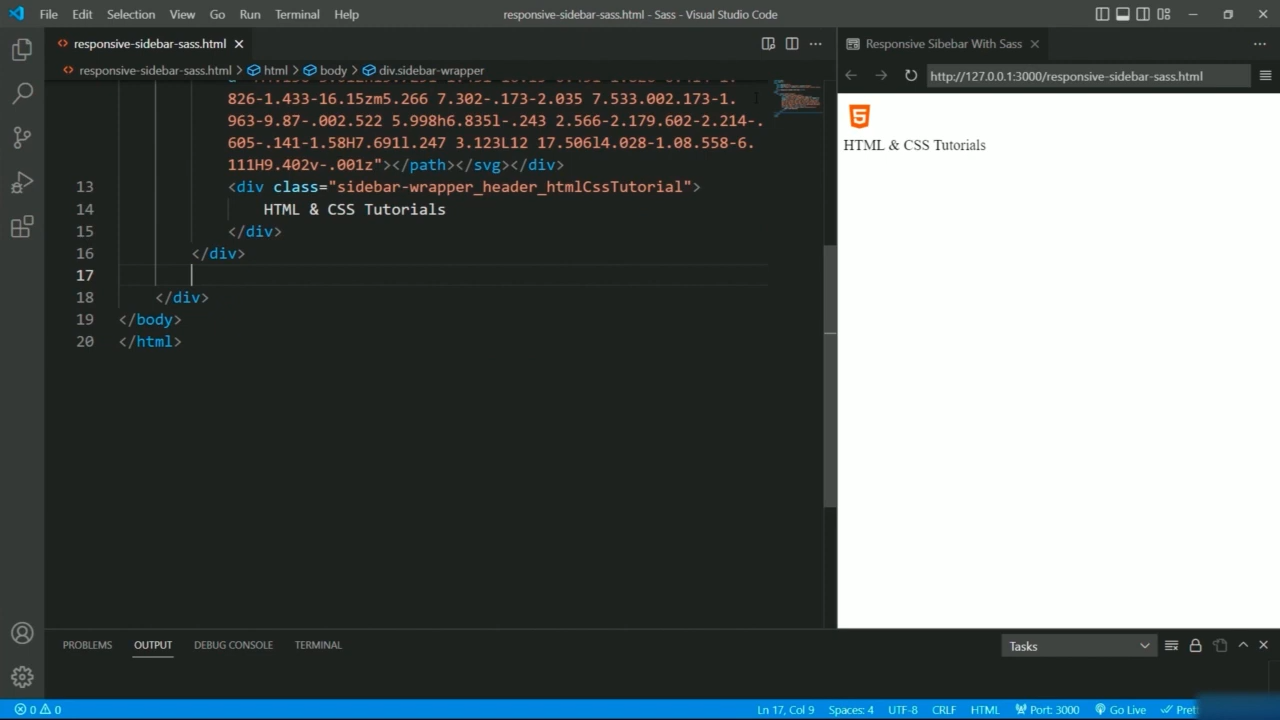 File Edit Selection View Go Run Terminal Help
responsive-sidebar-sass.html - Sass - Visual Studio Code
responsive-sidebar-sass.html
Responsive Sibebar With Sass
responsive-sidebar-sass.html > html > body > div.sidebar-wrapper
http://127.0.0.1:3000/responsive-sidebar-sass.html
826-1.433-16.15zm5.266 7.302-.173-2.035 7.533.002.173-1.
963-9.87-.002.522 5.998h6.835l-.243 2.566-2.179.602-2.214-.
605-.141-1.58H7.691l.247 3.123L12 17.506l4.028-1.08.558-6.
111H9.402v-.001z"></path></svg></div>
13 <div class="sidebar-wrapper_header_htmlCssTutorial">
14 HTML & CSS Tutorials
15 </div>
16 </div>
17
18 </div>
19 </body>
20 </html>
HTML & CSS Tutorials
PROBLEMS OUTPUT DEBUG CONSOLE TERMINAL
Tasks
0 0
Ln 17, Col 9 Spaces: 4 UTF-8 CRLF HTML Port: 3000 Go Live